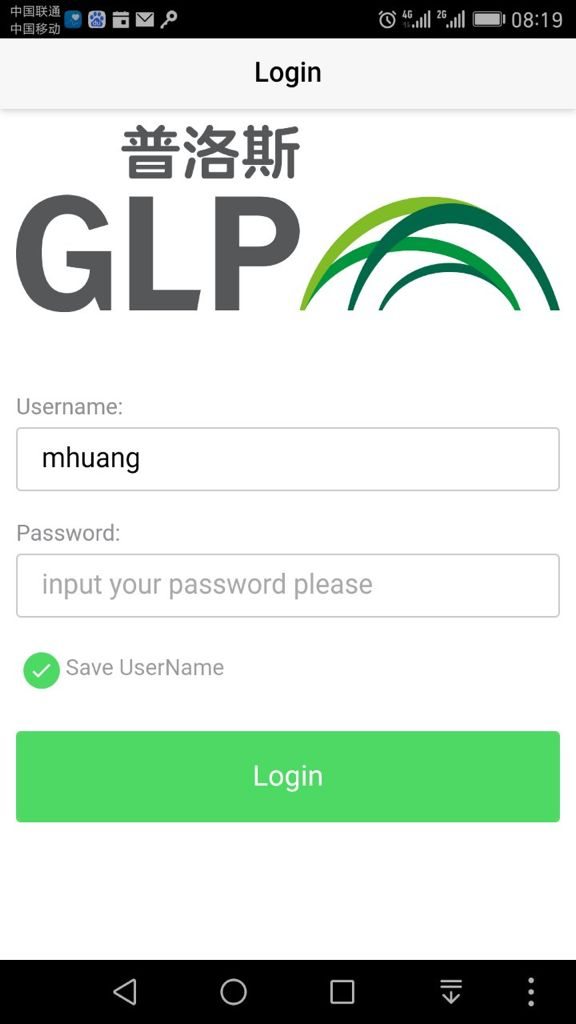 中国联通
中国移动
4G 2G 08:19
Login
普洛斯
GLP
Username:
mhuang
Password:
input your password please
Save UserName
Login